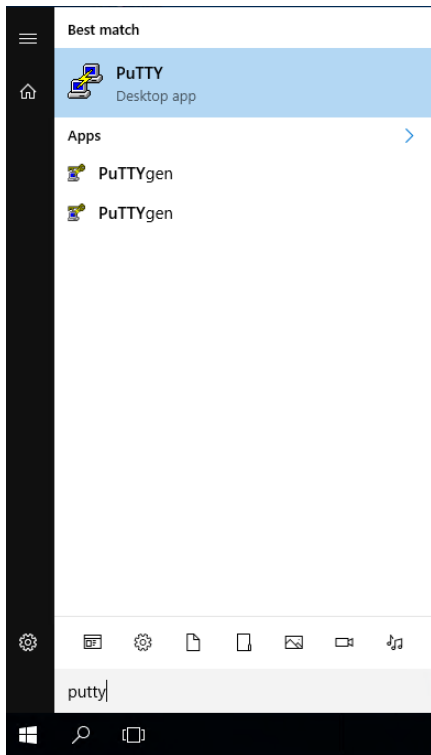 Best match
PuTTY
Desktop app
Apps
PuTTYgen
PuTTYgen
putty